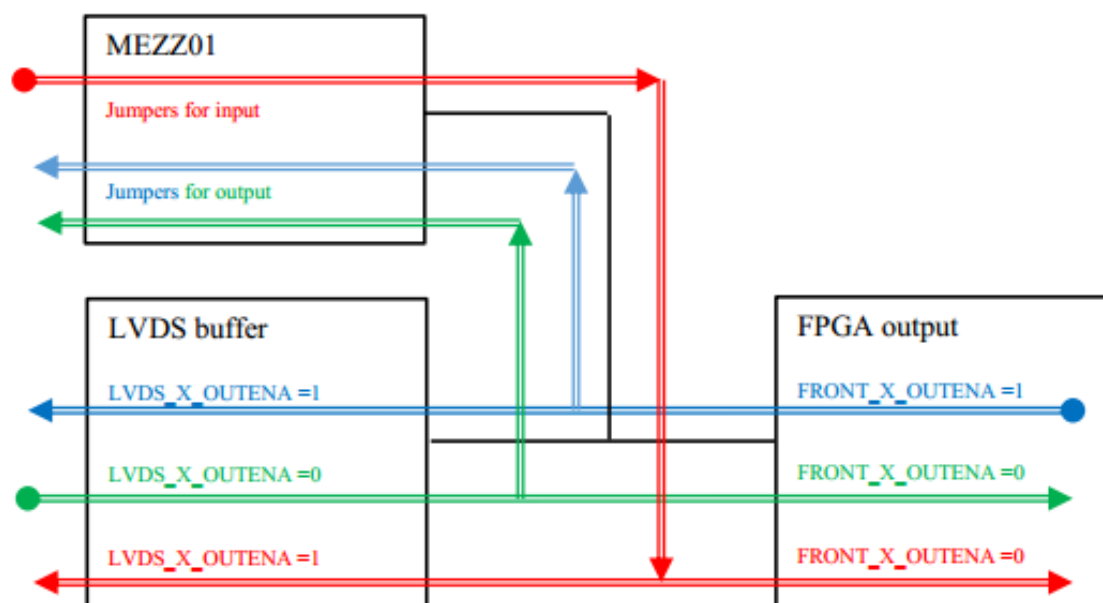 MEZZ01
Jumpers for input
Jumpers for output
LVDS buffer
FPGA output
LVDS_X_OUTENA =1
FRONT_X_OUTENA =1
LVDS_X_OUTENA =0
FRONT_X_OUTENA =0
LVDS_X_OUTENA =1
FRONT_X_OUTENA =0